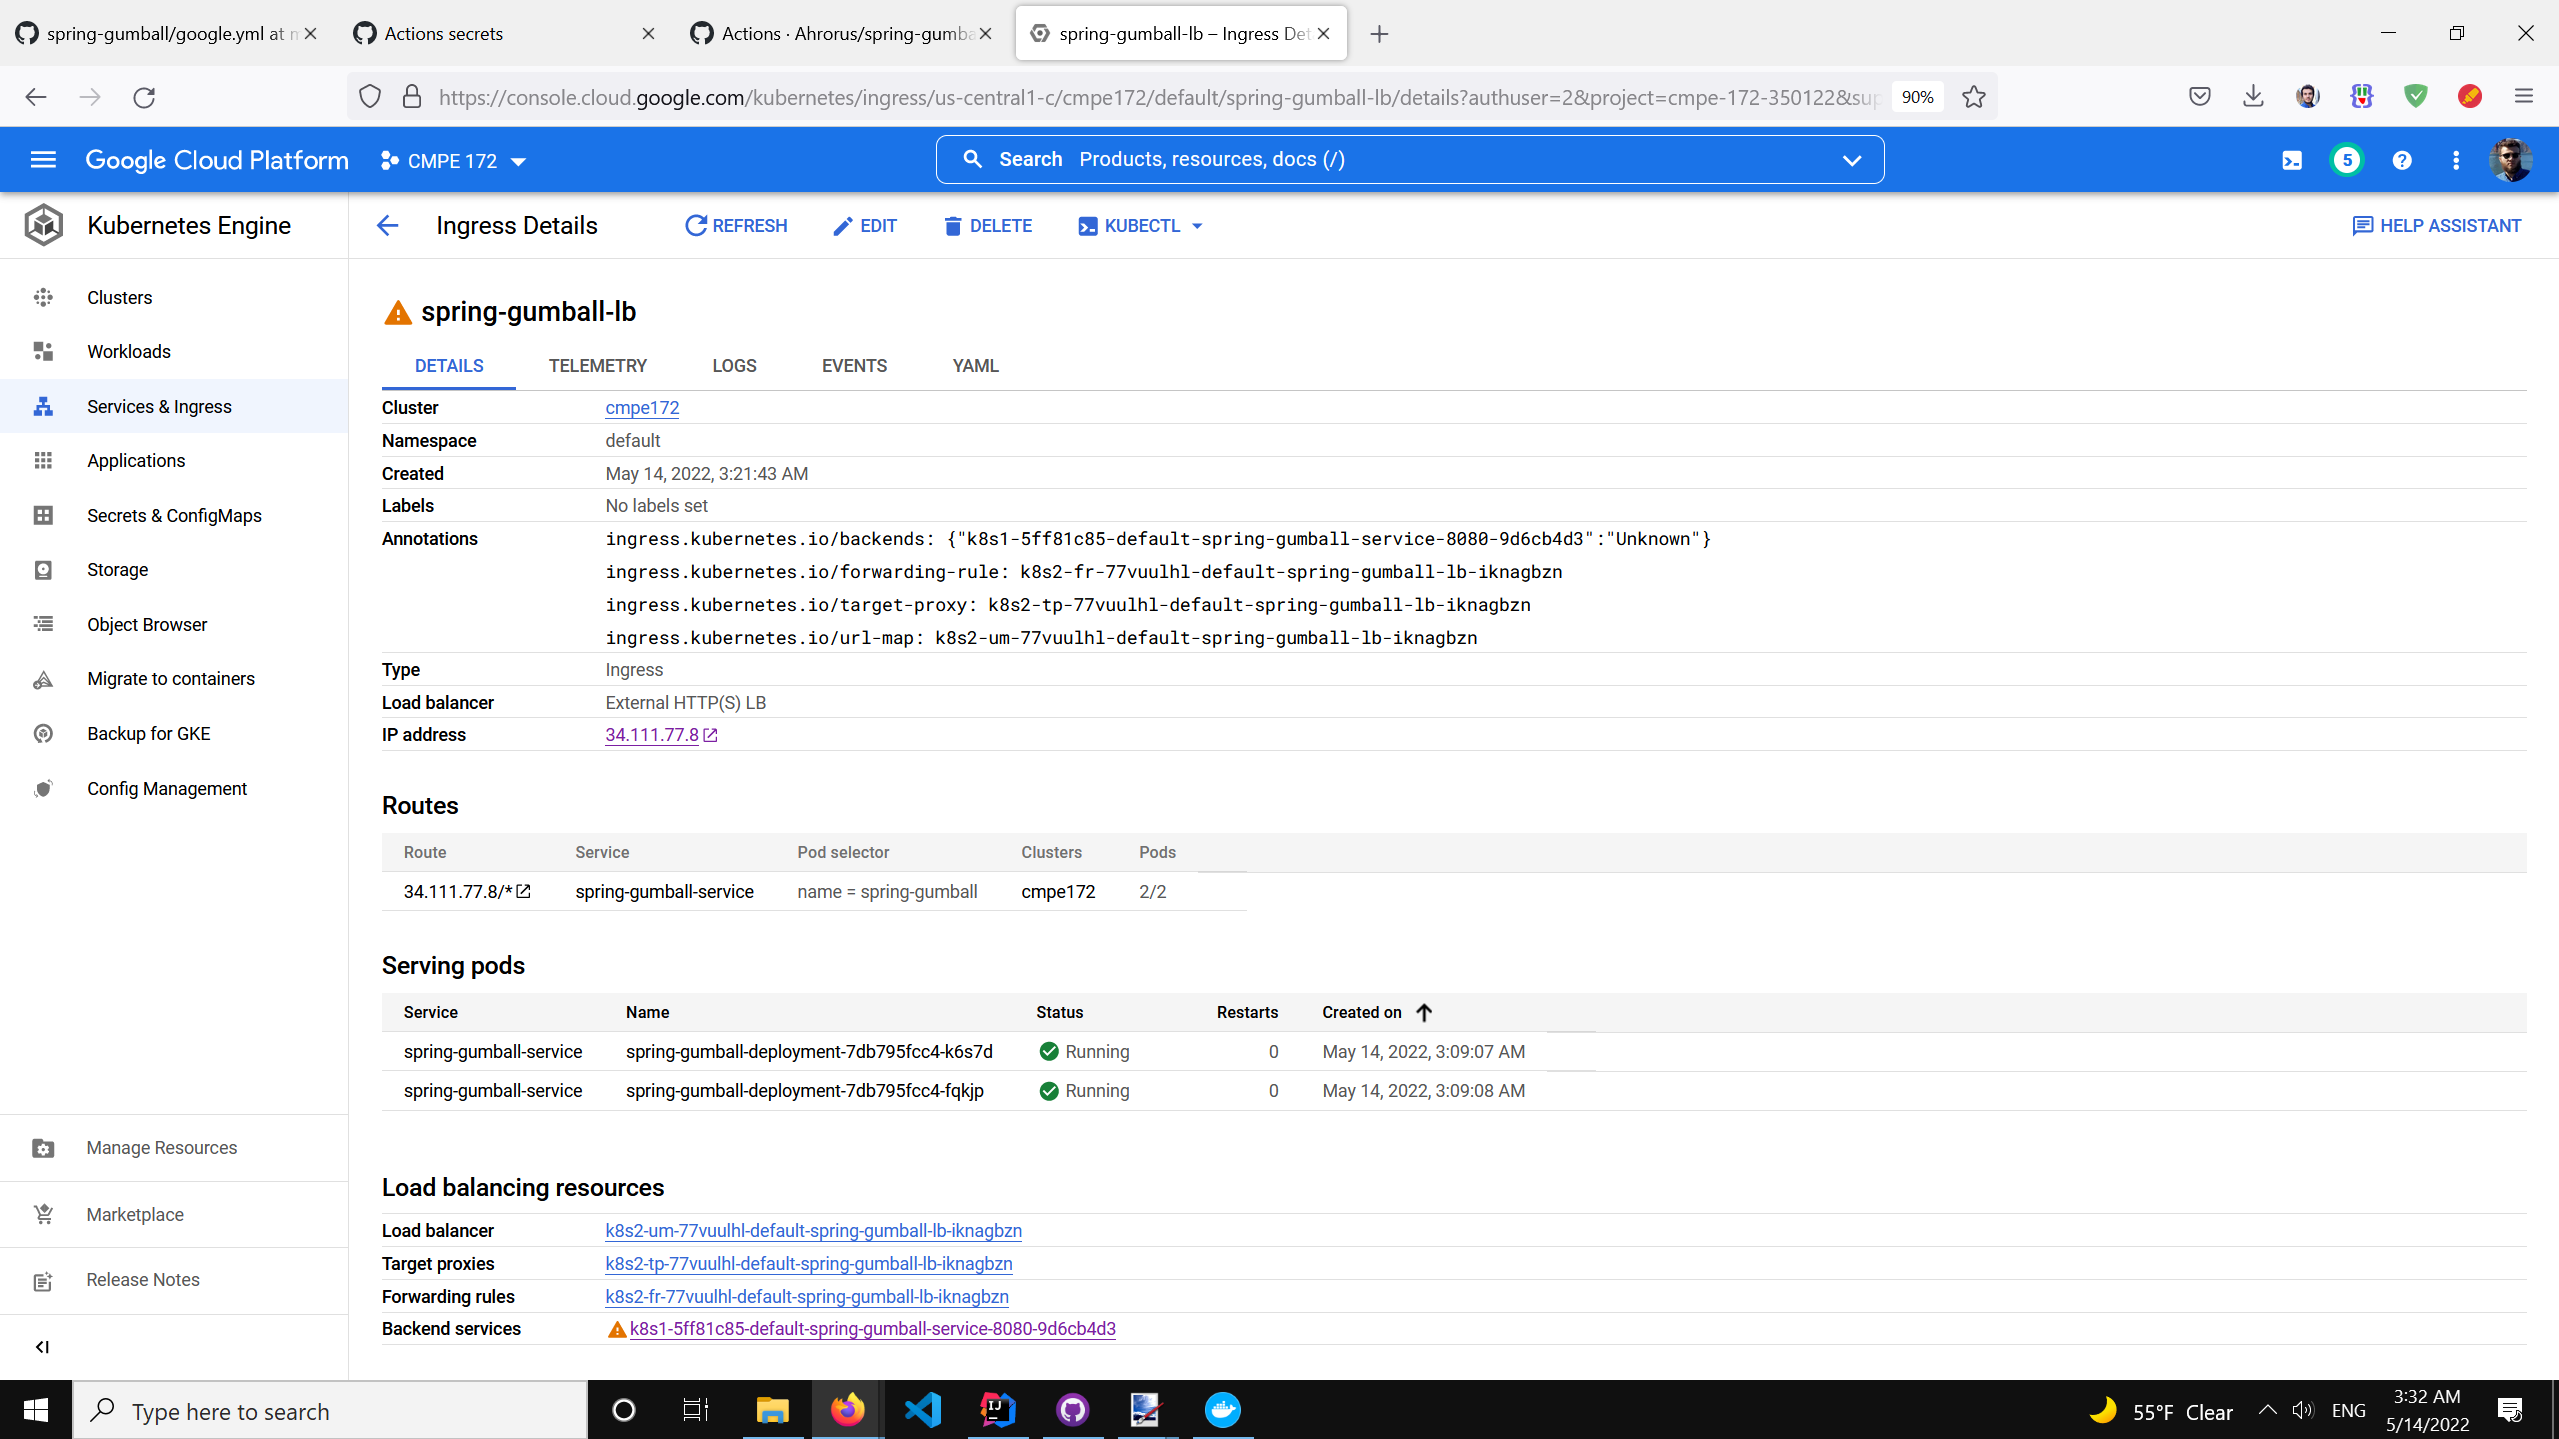 spring-gumball/google.yml at m
Actions secrets
Actions · Ahrorus/spring-gumba
spring-gumball-lb – Ingress Det
https://console.cloud.google.com/kubernetes/ingress/us-central1-c/cmpe172/default/spring-gumball-lb/details?authuser=2&project=cmpe-172-350122&sup
90%
Google Cloud Platform
CMPE 172
Search Products, resources, docs (/)
5
Kubernetes Engine
Ingress Details
REFRESH
EDIT
DELETE
KUBECTL
HELP ASSISTANT
Clusters
Workloads
Services & Ingress
Applications
Secrets & ConfigMaps
Storage
Object Browser
Migrate to containers
Backup for GKE
Config Management
Manage Resources
Marketplace
Release Notes
spring-gumball-lb
DETAILS TELEMETRY LOGS EVENTS YAML
Cluster cmpe172
Namespace default
Created May 14, 2022, 3:21:43 AM
Labels No labels set
Annotations ingress.kubernetes.io/backends: {"k8s1-5ff81c85-default-spring-gumball-service-8080-9d6cb4d3":"Unknown"}
ingress.kubernetes.io/forwarding-rule: k8s2-fr-77vuulhl-default-spring-gumball-lb-iknagbzn
ingress.kubernetes.io/target-proxy: k8s2-tp-77vuulhl-default-spring-gumball-lb-iknagbzn
ingress.kubernetes.io/url-map: k8s2-um-77vuulhl-default-spring-gumball-lb-iknagbzn
Type Ingress
Load balancer External HTTP(S) LB
IP address 34.111.77.8
Routes
Route Service Pod selector Clusters Pods
34.111.77.8/* spring-gumball-service name = spring-gumball cmpe172 2/2
Serving pods
Service Name Status Restarts Created on
spring-gumball-service spring-gumball-deployment-7db795fcc4-k6s7d Running 0 May 14, 2022, 3:09:07 AM
spring-gumball-service spring-gumball-deployment-7db795fcc4-fqkjp Running 0 May 14, 2022, 3:09:08 AM
Load balancing resources
Load balancer k8s2-um-77vuulhl-default-spring-gumball-lb-iknagbzn
Target proxies k8s2-tp-77vuulhl-default-spring-gumball-lb-iknagbzn
Forwarding rules k8s2-fr-77vuulhl-default-spring-gumball-lb-iknagbzn
Backend services k8s1-5ff81c85-default-spring-gumball-service-8080-9d6cb4d3
Type here to search
IJ
55°F Clear
ENG
3:32 AM
5/14/2022